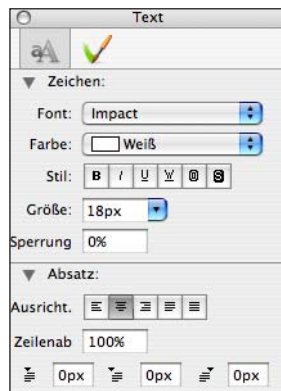 Text
Zeichen:
Font: Impact
Farbe: Weiß
Stil: B I U W O S
Größe: 18px
Sperrung 0%
Absatz:
Ausricht.
Zeilenab 100%
0px 0px 0px